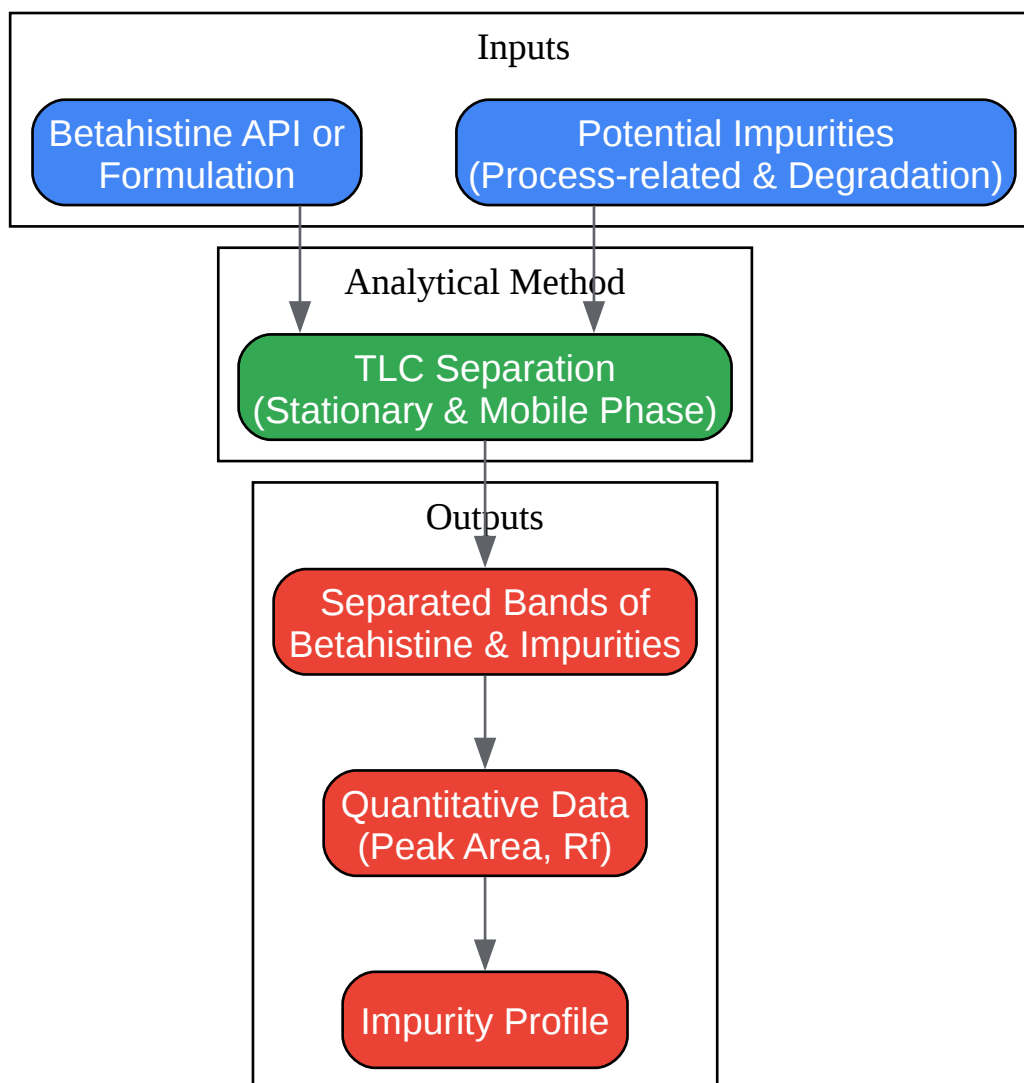 Inputs
Betahistine API or
Formulation
Potential Impurities
(Process-related & Degradation)
Analytical Method
TLC Separation
(Stationary & Mobile Phase)
Outputs
Separated Bands of
Betahistine & Impurities
Quantitative Data
(Peak Area, Rf)
Impurity Profile